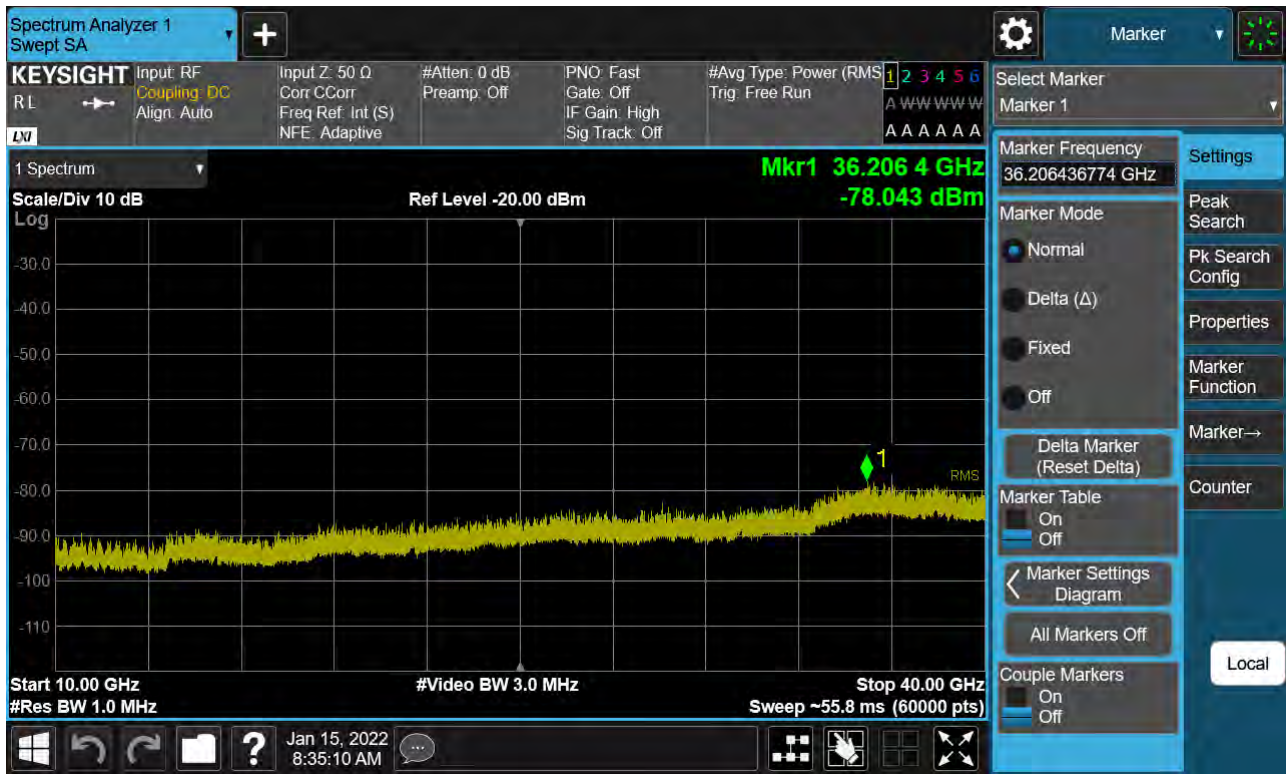 Spectrum Analyzer 1
Swept SA
+
Marker
KEYSIGHT
RL
LXI
Input: RF
Coupling: DC
Align: Auto
Input Z: 50 Ω
Corr CCorr
Freq Ref: Int (S)
NFE: Adaptive
#Atten: 0 dB
Preamp: Off
PNO: Fast
Gate: Off
IF Gain: High
Sig Track: Off
#Avg Type: Power (RMS
Trig: Free Run
1 2 3 4 5 6
A W W W W W
A A A A A A
Select Marker
Marker 1
1 Spectrum
Mkr1 36.206 4 GHz
-78.043 dBm
Scale/Div 10 dB
Ref Level -20.00 dBm
Log
-30.0
-40.0
-50.0
-60.0
-70.0
-80.0
-90.0
-100
-110
1
RMS
Start 10.00 GHz
#Video BW 3.0 MHz
Stop 40.00 GHz
#Res BW 1.0 MHz
Sweep ~55.8 ms (60000 pts)
Marker Frequency
36.206436774 GHz
Marker Mode
Normal
Delta (Δ)
Fixed
Off
Delta Marker
(Reset Delta)
Marker Table
On
Off
Marker Settings
Diagram
All Markers Off
Couple Markers
On
Off
Settings
Peak
Search
Pk Search
Config
Properties
Marker
Function
Marker→
Counter
Local
?
Jan 15, 2022
8:35:10 AM